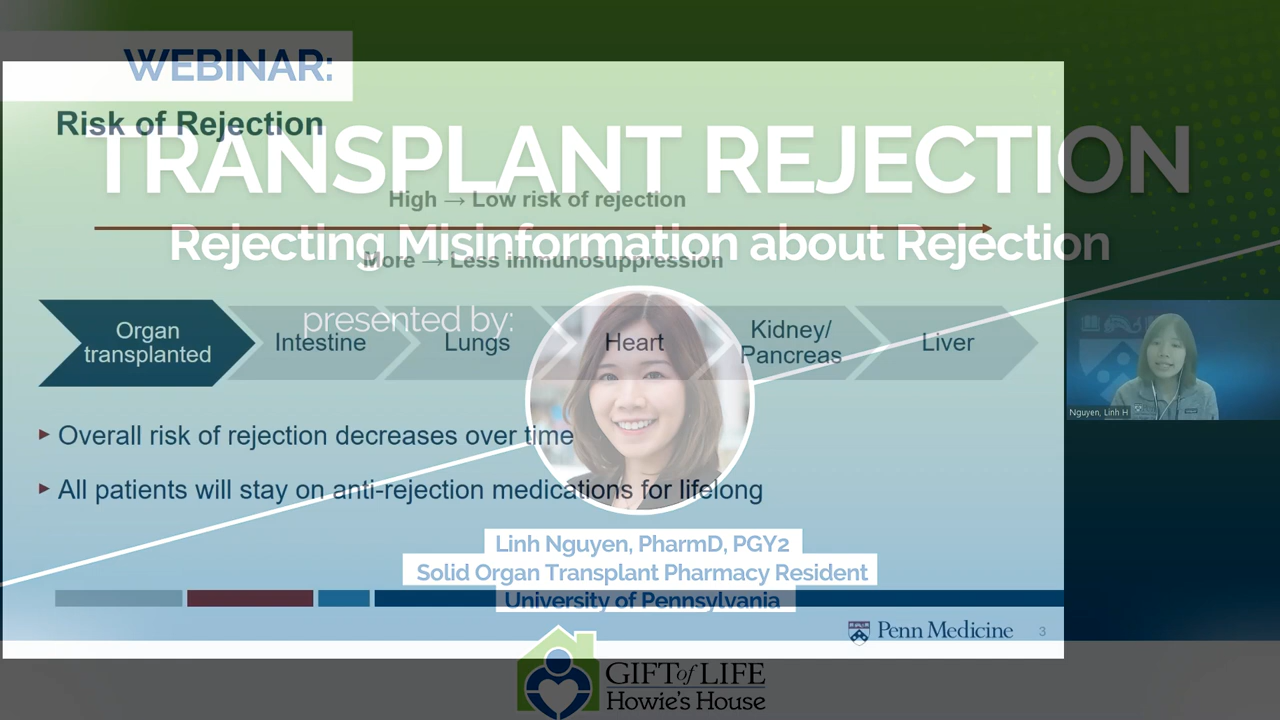 WEBINAR:
Risk of Rejection
TRANSPLANT REJECTION
High → Low risk of rejection
Rejecting Misinformation about Rejection
More → Less immunosuppression
presented by:
Organ
transplanted
Intestine
Lungs
Heart
Kidney/
Pancreas
Liver
Nguyen, Linh H
▸ Overall risk of rejection decreases over time
▸ All patients will stay on anti-rejection medications for lifelong
Linh Nguyen, PharmD, PGY2
Solid Organ Transplant Pharmacy Resident
University of Pennsylvania
Penn Medicine
3
GIFT of LIFE
Howie's House